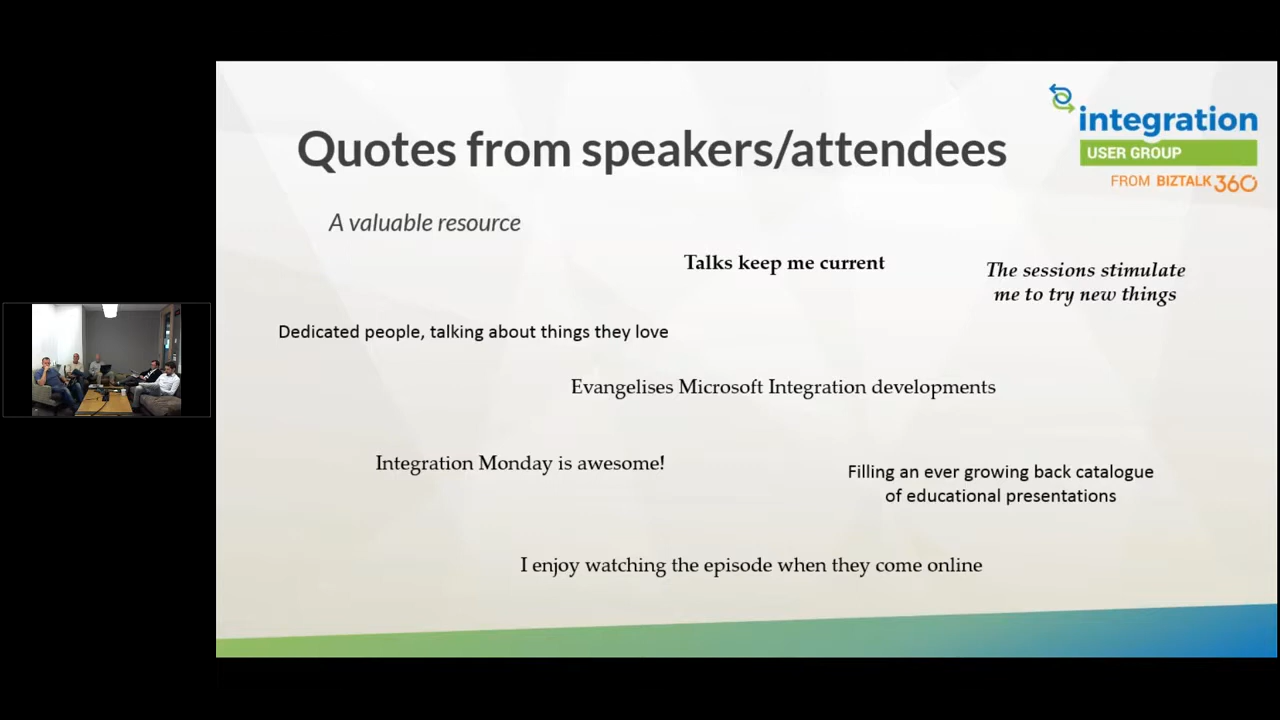 Quotes from speakers/attendees
integration
USER GROUP
FROM BIZTALK360
A valuable resource
Talks keep me current
The sessions stimulate
me to try new things
Dedicated people, talking about things they love
Evangelises Microsoft Integration developments
Integration Monday is awesome!
Filling an ever growing back catalogue
of educational presentations
I enjoy watching the episode when they come online